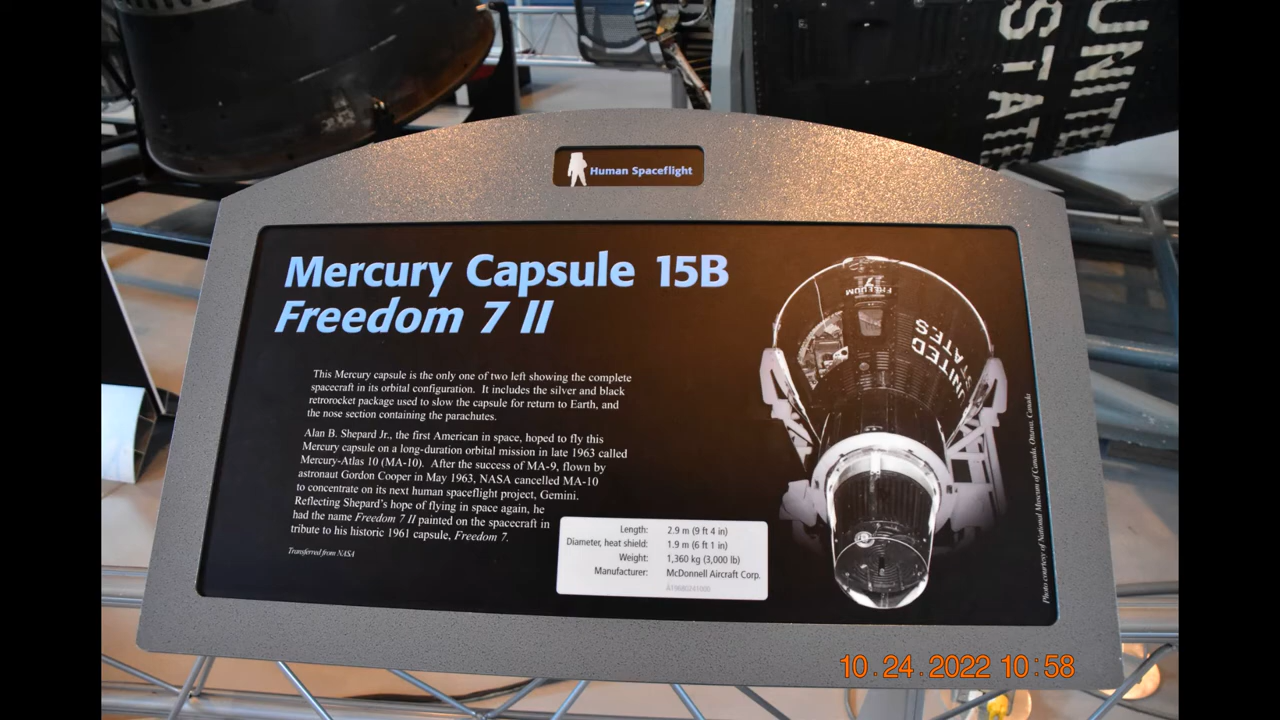 UNITED
STATE
Human Spaceflight
Mercury Capsule 15B
Freedom 7 II
This Mercury capsule is the only one of two left showing the complete
spacecraft in its orbital configuration. It includes the silver and black
retrorocket package used to slow the capsule for return to Earth, and
the nose section containing the parachutes.
Alan B. Shepard Jr., the first American in space, hoped to fly this
Mercury capsule on a long-duration orbital mission in late 1963 called
Mercury-Atlas 10 (MA-10). After the success of MA-9, flown by
astronaut Gordon Cooper in May 1963, NASA cancelled MA-10
to concentrate on its next human spaceflight project, Gemini.
Reflecting Shepard's hope of flying in space again, he
had the name Freedom 7 II painted on the spacecraft in
tribute to his historic 1961 capsule, Freedom 7.
Transferred from NASA
Length: 2.9 m (9 ft 4 in)
Diameter, heat shield: 1.9 m (6 ft 1 in)
Weight: 1,360 kg (3,000 lb)
Manufacturer: McDonnell Aircraft Corp.
FREEDOM
7
UNITED
STATES
Photo courtesy of National Museum of Canada, Ottawa, Canada
10.24.2022 10:58